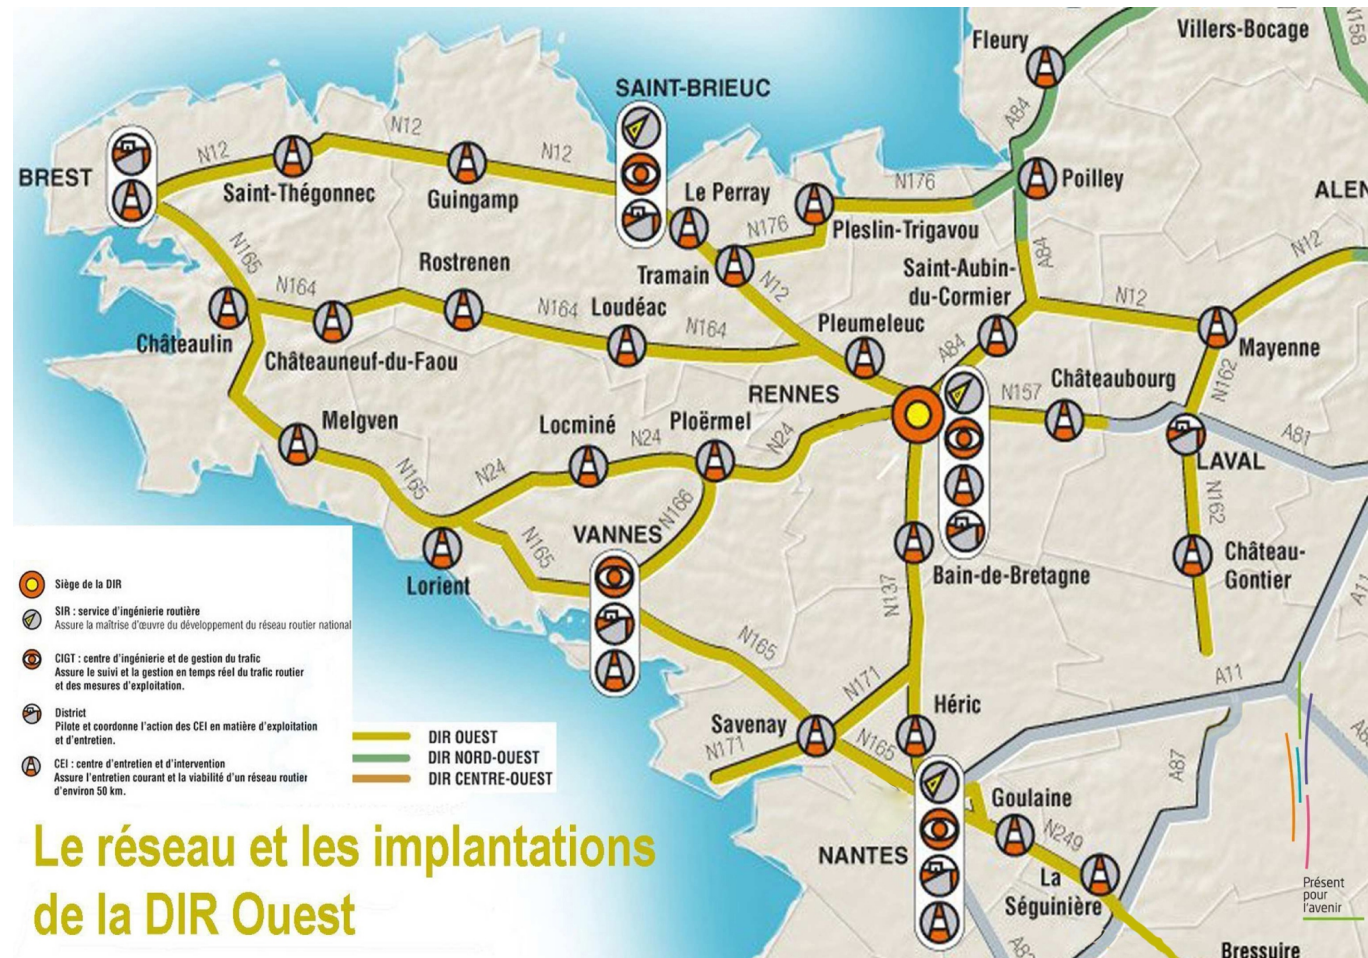 Villers-Bocage
N158
Fleury
A84
SAINT-BRIEUC
N12
N12
N12
BREST
Saint-Thégonnec
Guingamp
Le Perray
N176
Poilley
ALEN
N176
Pleslin-Trigavou
N165
Rostrenen
Tramain
N12
Saint-Aubin-
du-Cormier
A84
N12
N164
N164
Loudéac
N164
Pleumeleuc
N12
Châteaulin
Châteauneuf-du-Faou
A84
Mayenne
RENNES
N157
Châteaubourg
N162
Melgven
Locminé
N24
Ploërmel
N24
A81
LAVAL
N165
N24
N166
N162
VANNES
N165
Lorient
Bain-de-Bretagne
Château-
Gontier
N137
A11
N165
N171
A11
Savenay
N171
N165
Héric
A87
Goulaine
N249
NANTES
La
Séguinière
Bressuire
Siège de la DIR
SIR : service d'ingénierie routière
Assure la maîtrise d'œuvre du développement du réseau routier national
CIGT : centre d'ingénierie et de gestion du trafic
Assure le suivi et la gestion en temps réel du trafic routier
et des mesures d'exploitation.
District
Pilote et coordonne l'action des CEI en matière d'exploitation
et d'entretien.
CEI : centre d'entretien et d'intervention
Assure l'entretien courant et la viabilité d'un réseau routier
d'environ 50 km.
DIR OUEST
DIR NORD-OUEST
DIR CENTRE-OUEST
Le réseau et les implantations
de la DIR Ouest
Présent
pour
l'avenir